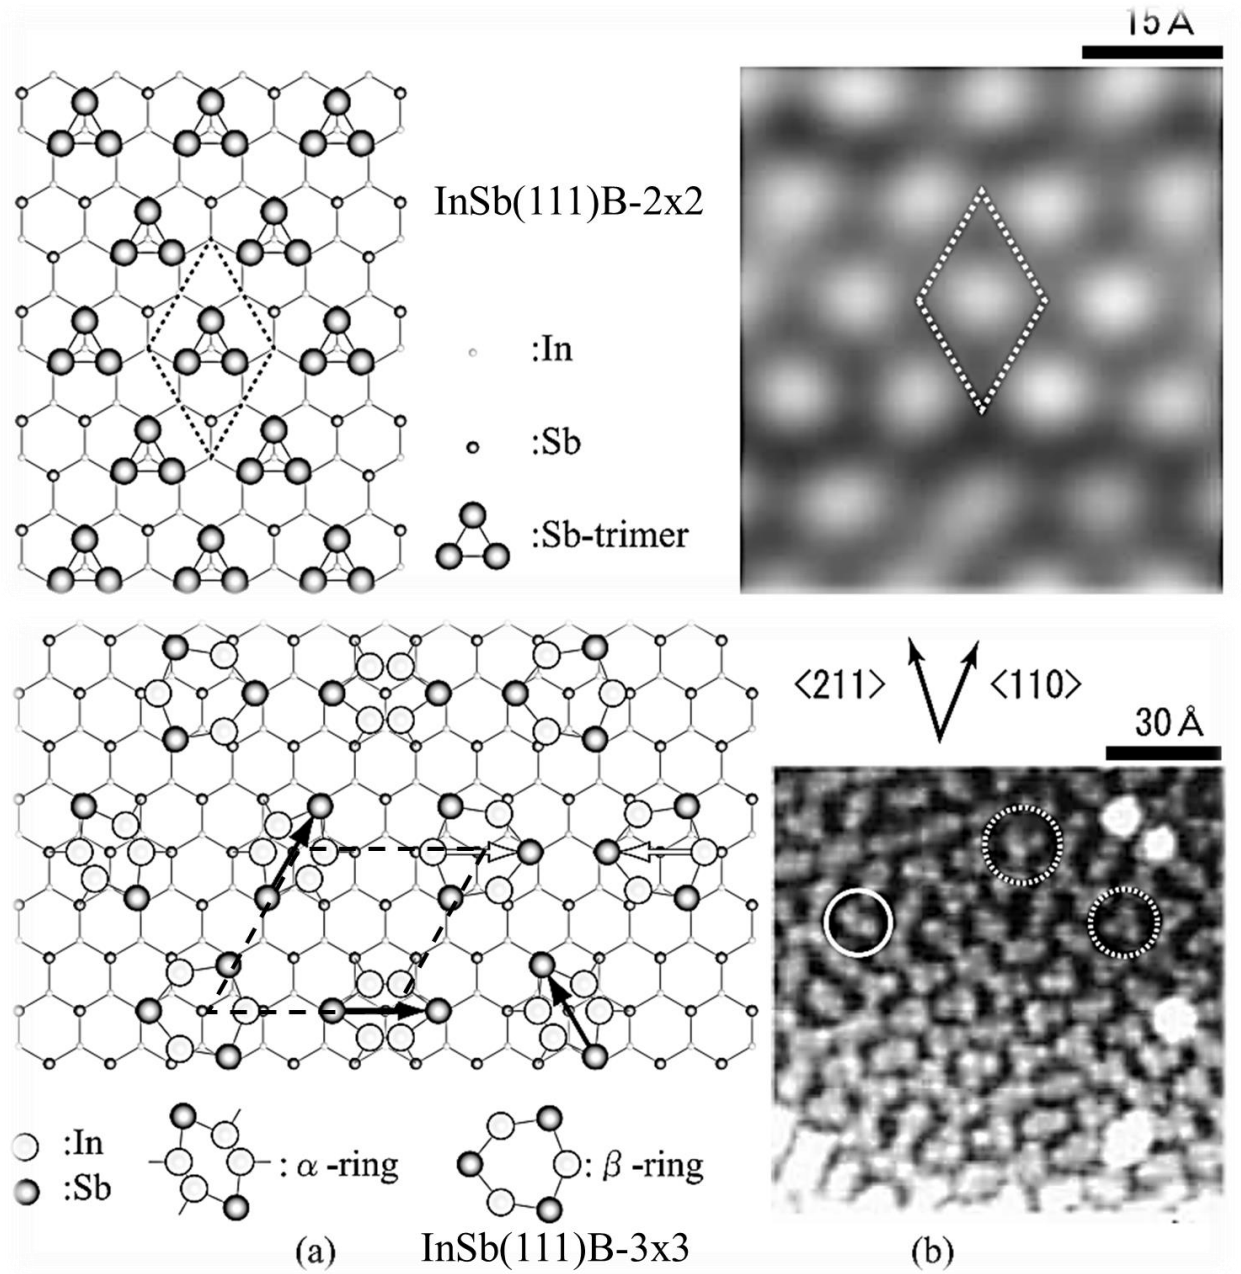 15 Å
InSb(111)B-2x2
:In
:Sb
:Sb-trimer
<211> <110>
30 Å
:In
:Sb
: α -ring
: β -ring
(a) InSb(111)B-3x3 (b)